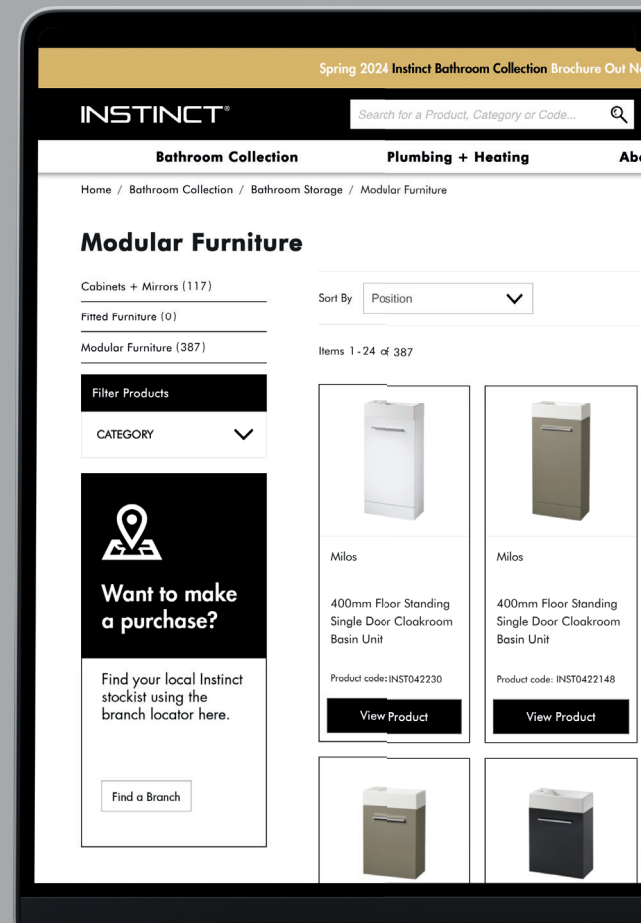 Spring 2024 Instinct Bathroom Collection Brochure Out
INSTINCT®
Search for a Product, Category or Code...
Bathroom Collection
Plumbing + Heating
Home / Bathroom Collection / Bathroom Storage / Modular Furniture
Modular Furniture
Cabinets + Mirrors (117)
Fitted Furniture (0)
Modular Furniture (387)
Sort By
Position
Items 1-24 of 387
Filter Products
CATEGORY
Want to make
a purchase?
Find your local Instinct
stockist using the
branch locator here.
Find a Branch
Milos
400mm Floor Standing
Single Door Cloakroom
Basin Unit
Product code: INST042230
View Product
Milos
400mm Floor Standing
Single Door Cloakroom
Basin Unit
Product code: INST0422148
View Product